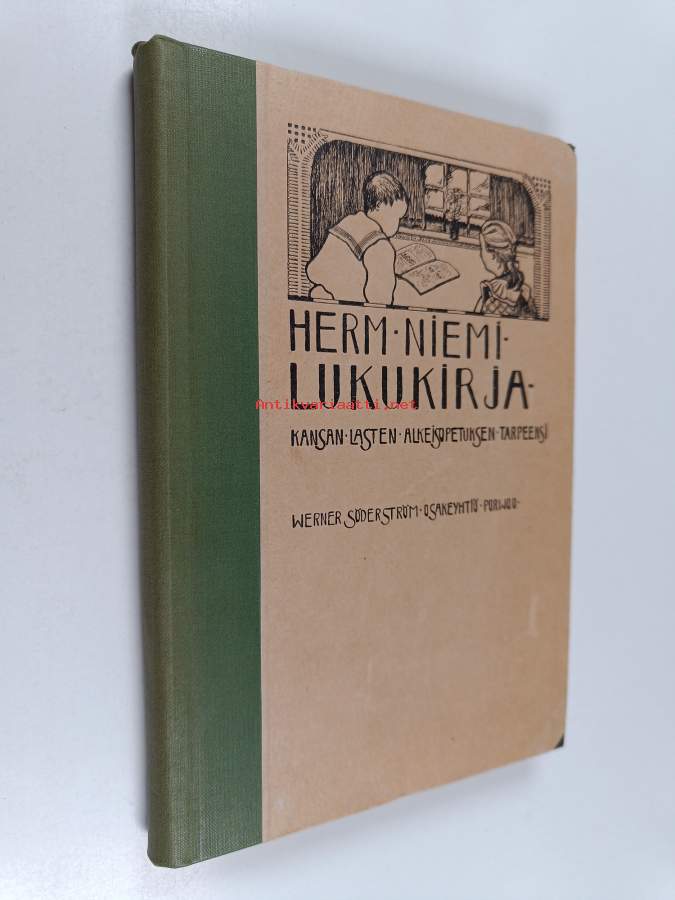 HERM · NIEMI ·
LUKUKIRJA ·
Antikvariaatti.net
KANSAN · LASTEN · ALKEISOPETUKSEN · TARPEEKSI
WERNER SÖDERSTRÖM · OSAKEYHTIÖ · PORVOO ·